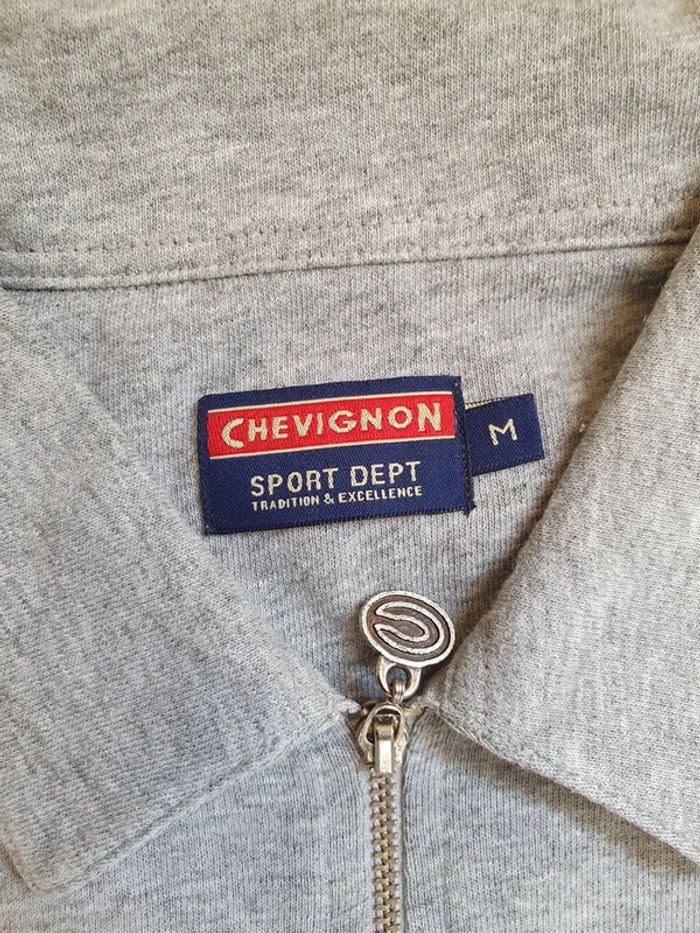 CHEVIGNON
SPORT DEPT
TRADITION & EXCELLENCE
M